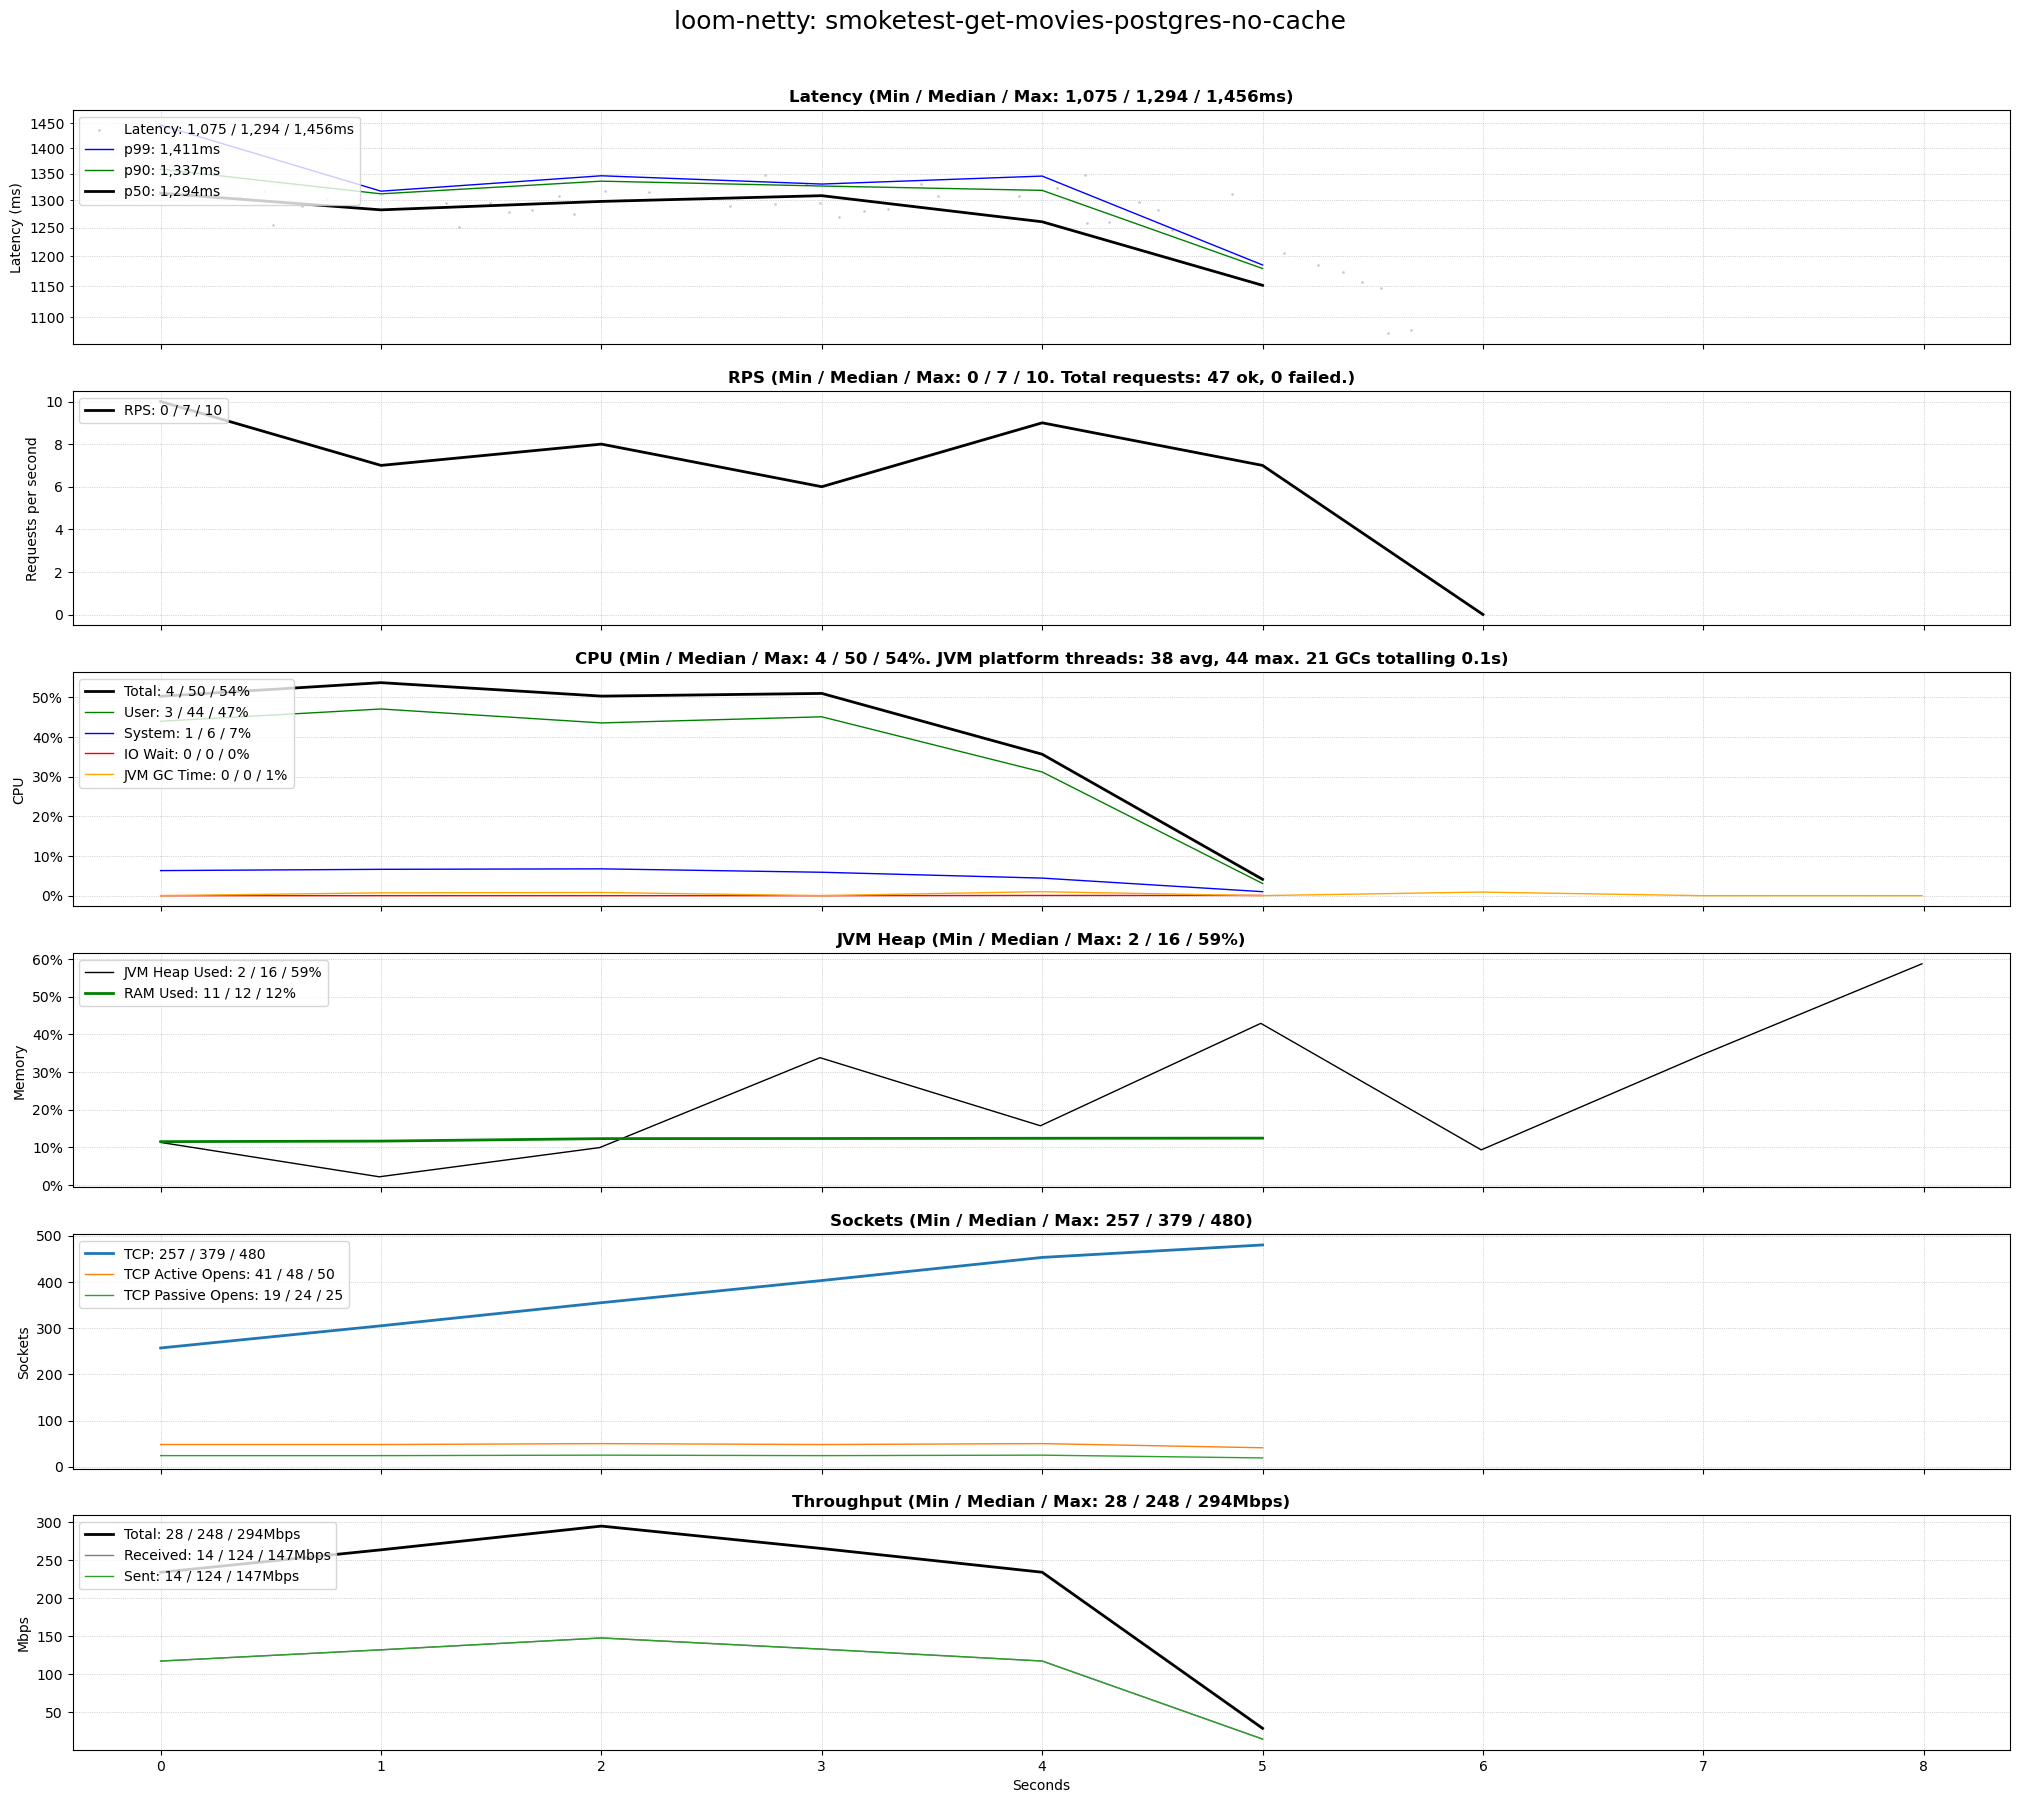 loom-netty: smoketest-get-movies-postgres-no-cache
Latency (Min / Median / Max: 1,075 / 1,294 / 1,456ms)
Latency (ms)
1450
1400
1350
1300
1250
1200
1150
1100
Latency: 1,075 / 1,294 / 1,456ms
p99: 1,411ms
p90: 1,337ms
p50: 1,294ms
RPS (Min / Median / Max: 0 / 7 / 10. Total requests: 47 ok, 0 failed.)
Requests per second
10
8
6
4
2
0
RPS: 0 / 7 / 10
CPU (Min / Median / Max: 4 / 50 / 54%. JVM platform threads: 38 avg, 44 max. 21 GCs totalling 0.1s)
CPU
50%
40%
30%
20%
10%
0%
Total: 4 / 50 / 54%
User: 3 / 44 / 47%
System: 1 / 6 / 7%
IO Wait: 0 / 0 / 0%
JVM GC Time: 0 / 0 / 1%
JVM Heap (Min / Median / Max: 2 / 16 / 59%)
Memory
60%
50%
40%
30%
20%
10%
0%
JVM Heap Used: 2 / 16 / 59%
RAM Used: 11 / 12 / 12%
Sockets (Min / Median / Max: 257 / 379 / 480)
Sockets
500
400
300
200
100
0
TCP: 257 / 379 / 480
TCP Active Opens: 41 / 48 / 50
TCP Passive Opens: 19 / 24 / 25
Throughput (Min / Median / Max: 28 / 248 / 294Mbps)
Mbps
300
250
200
150
100
50
Total: 28 / 248 / 294Mbps
Received: 14 / 124 / 147Mbps
Sent: 14 / 124 / 147Mbps
0 1 2 3 4 5 6 7 8
Seconds